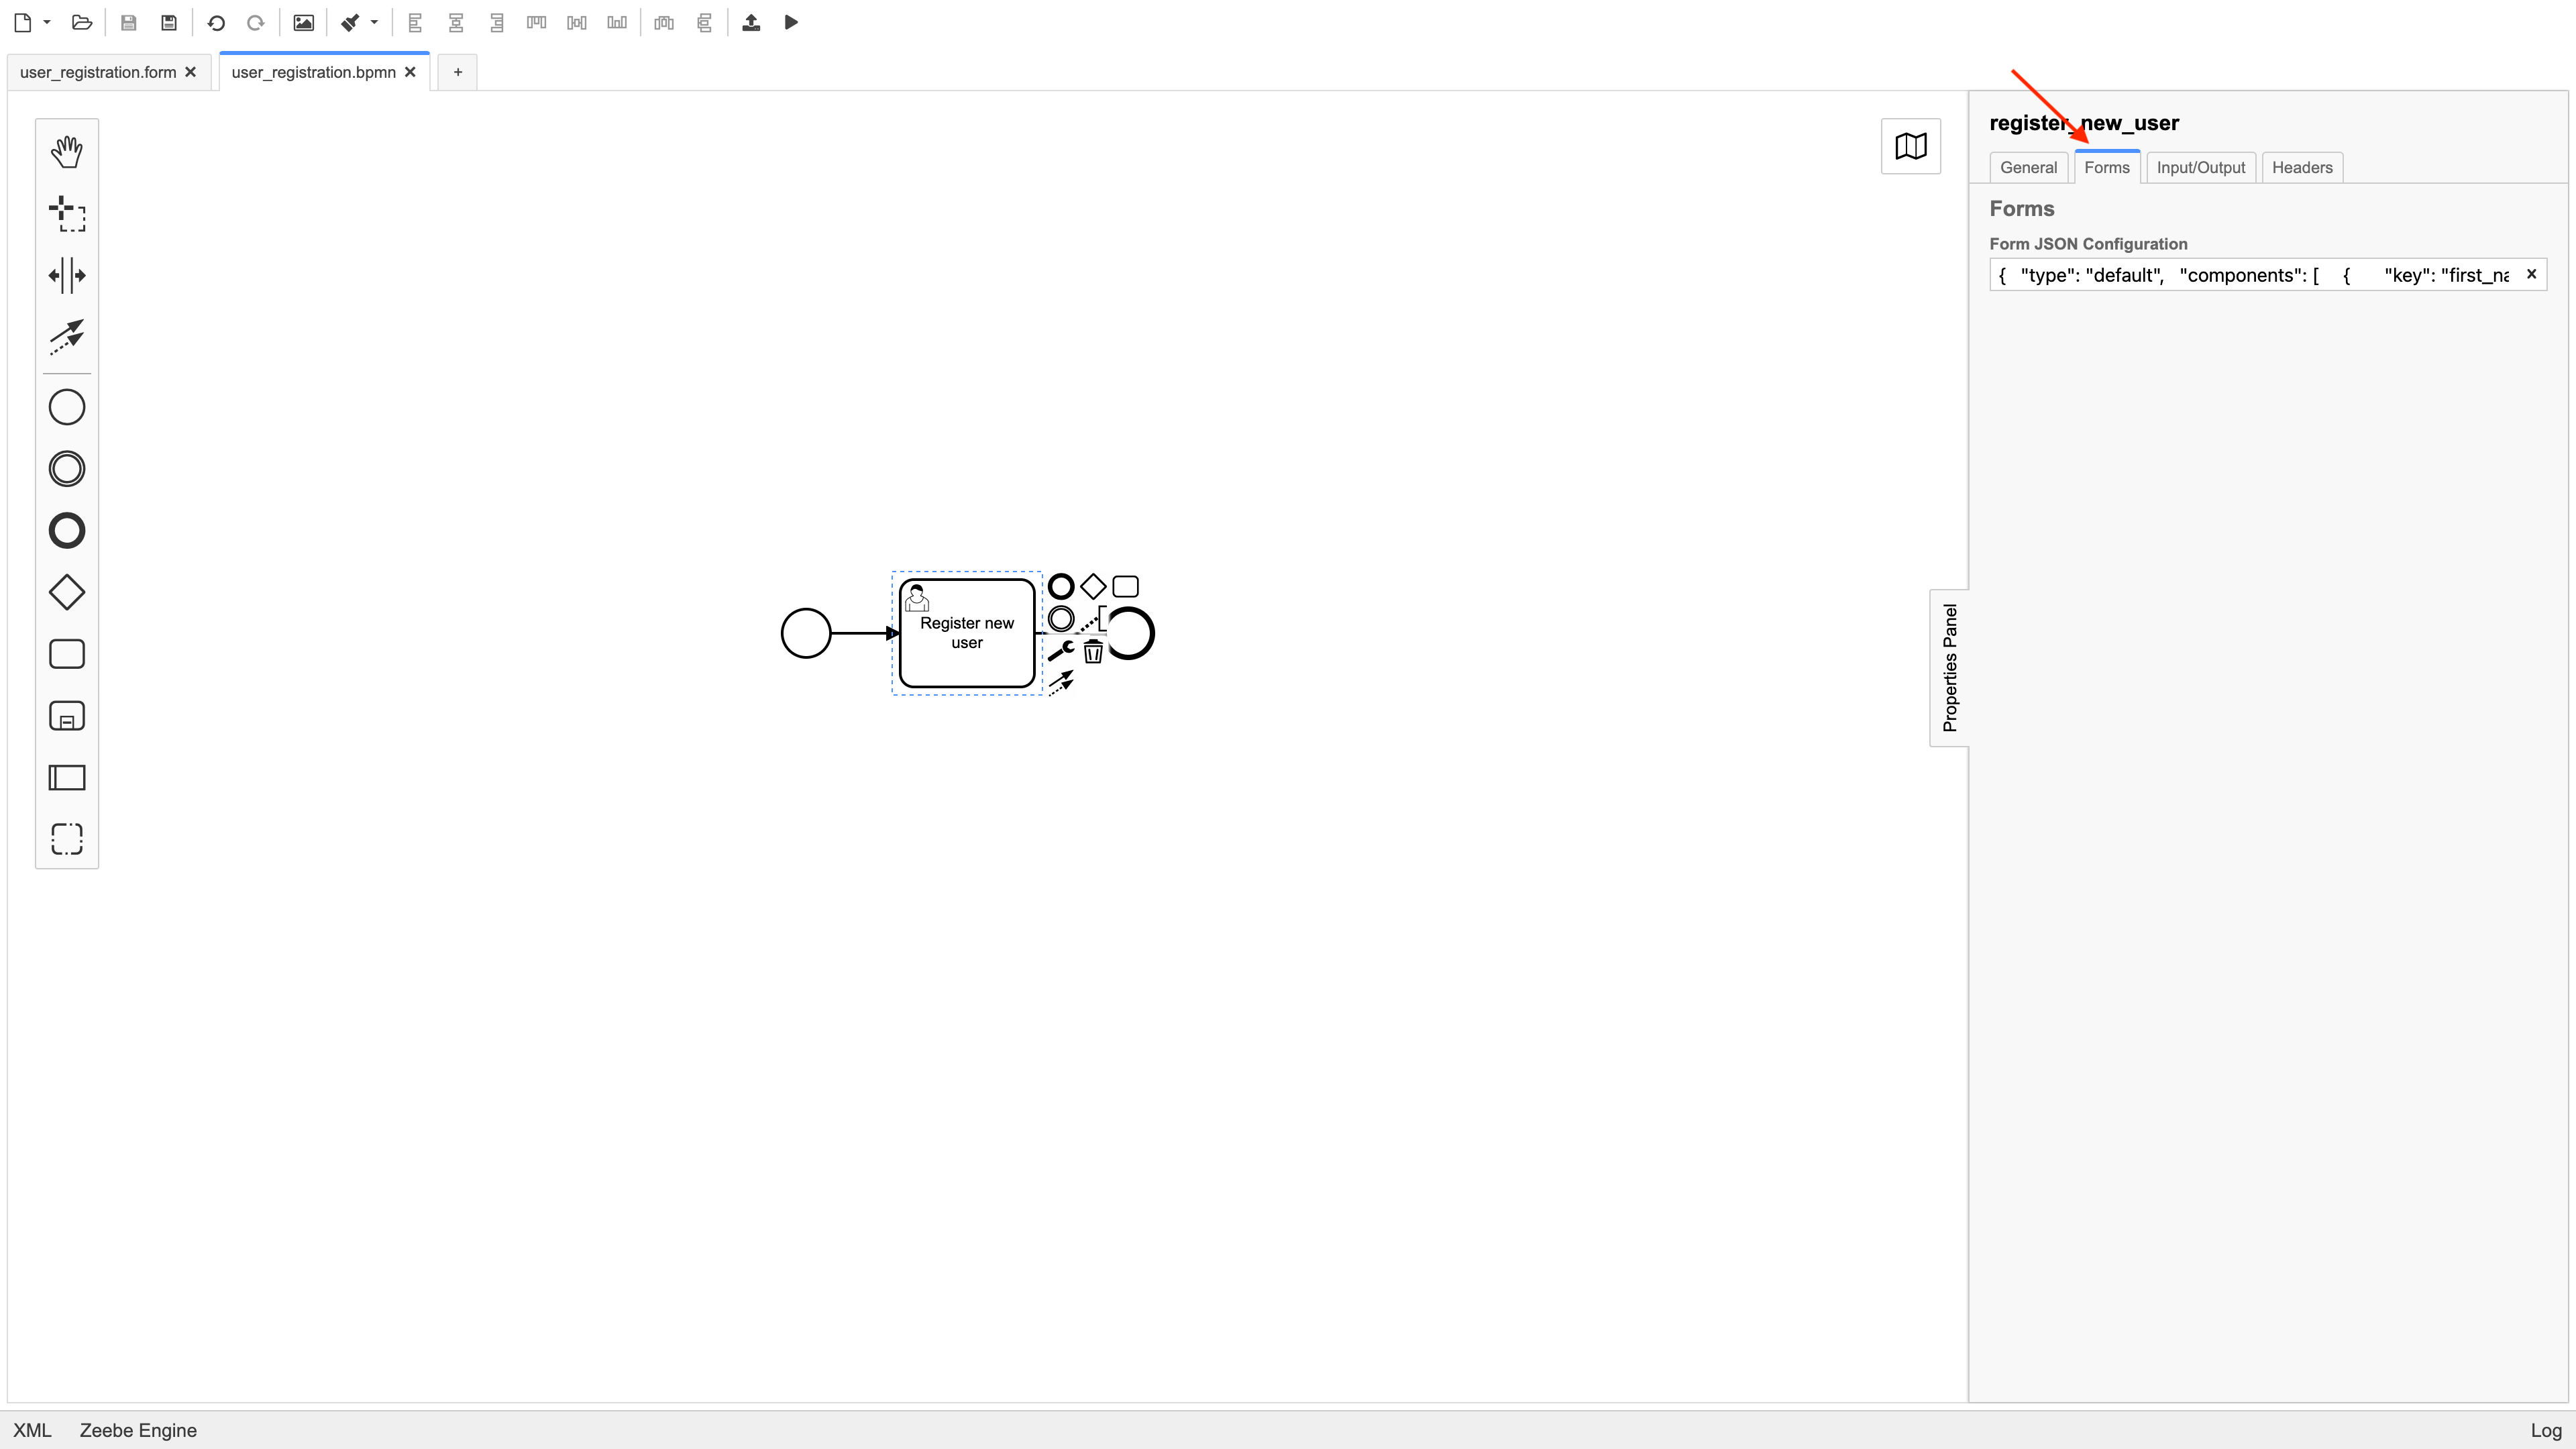 user_registration.form
user_registration.bpmn
+
register_new_user
General Forms Input/Output Headers
Forms
Form JSON Configuration
{ "type": "default", "components": [ { "key": "first_na
Register new
user
Properties Panel
XML Zeebe Engine Log